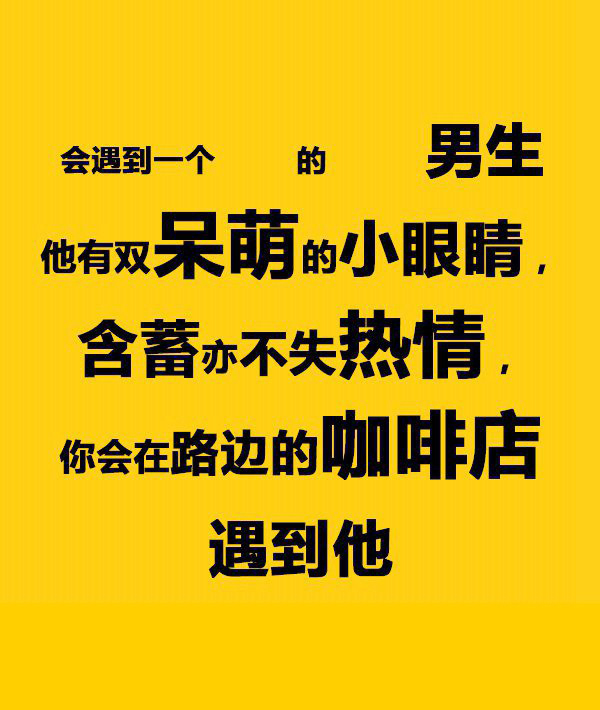 会遇到一个 的 男生
他有双呆萌的小眼睛，
含蓄亦不失热情，
你会在路边的咖啡店
遇到他